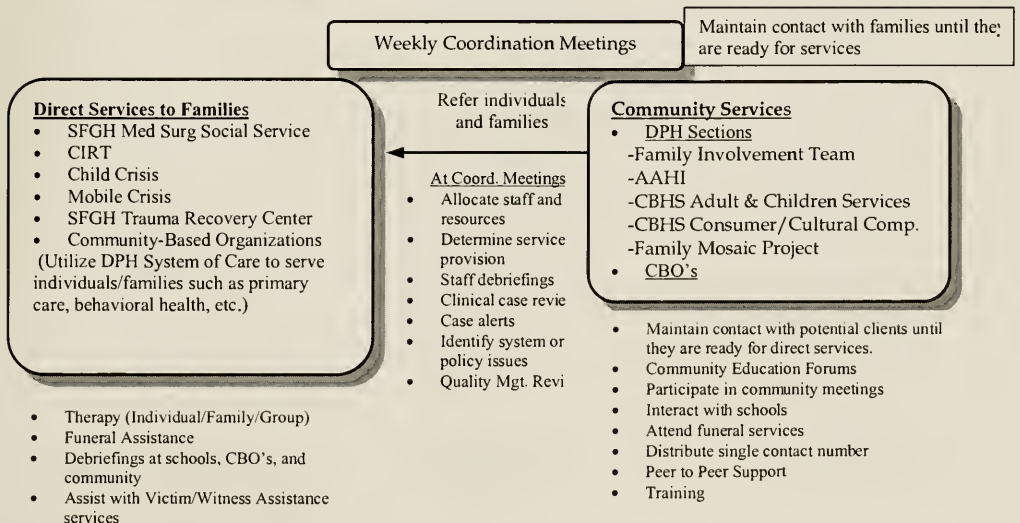 Weekly Coordination Meetings
Maintain contact with families until they
are ready for services
Direct Services to Families
• SFGH Med Surg Social Service
• CIRT
• Child Crisis
• Mobile Crisis
• SFGH Trauma Recovery Center
• Community-Based Organizations
(Utilize DPH System of Care to serve
individuals/families such as primary
care, behavioral health, etc.)
• Therapy (Individual/Family/Group)
• Funeral Assistance
• Debriefings at schools, CBO's, and
community
• Assist with Victim/Witness Assistance
services
Refer individuals
and families
At Coord. Meetings
• Allocate staff and
resources
• Determine service
provision
• Staff debriefings
• Clinical case revie
• Case alerts
• Identify system or
policy issues
• Quality Mgt. Revi
Community Services
• DPH Sections
-Family Involvement Team
-AAHI
-CBHS Adult & Children Services
-CBHS Consumer/Cultural Comp.
-Family Mosaic Project
• CBO's
• Maintain contact with potential clients until
they are ready for direct services.
• Community Education Forums
• Participate in community meetings
• Interact with schools
• Attend funeral services
• Distribute single contact number
• Peer to Peer Support
• Training